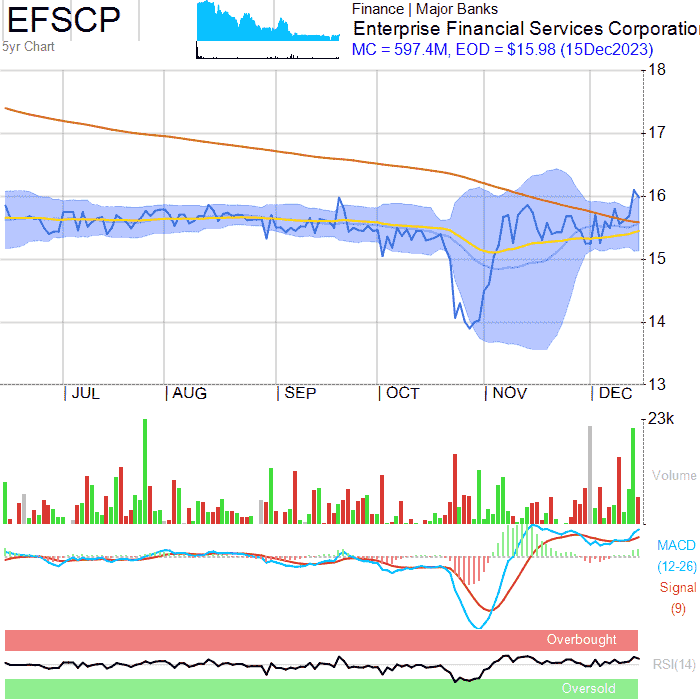 EFSCP
5yr Chart
Finance | Major Banks
Enterprise Financial Services Corporation
MC = 597.4M, EOD = $15.98 (15Dec2023)
18
17
16
15
14
13
JUL AUG SEP OCT NOV DEC
23k
Volume
MACD
(12-26)
Signal
(9)
Overbought
RSI(14)
Oversold